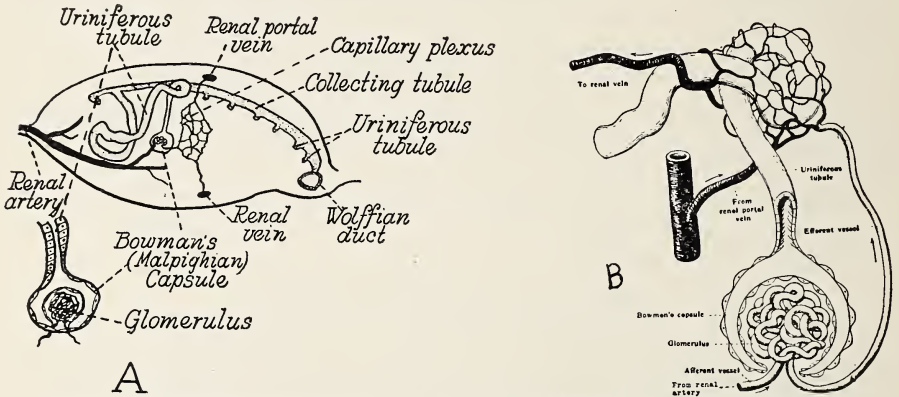 Uriniferous
tubule
Renal portal
vein
Capillary plexus
Collecting tubule
Uriniferous
tubule
Renal
artery
Renal
vein
Wolffian
duct
Bowman's
(Malpighian)
Capsule
Glomerulus
A
To renal vein
Uriniferous
tubule
From
renal portal
vein
Efferent vessel
B
Bowman's capsule
Glomerulus
Afferent vessel
From renal
artery